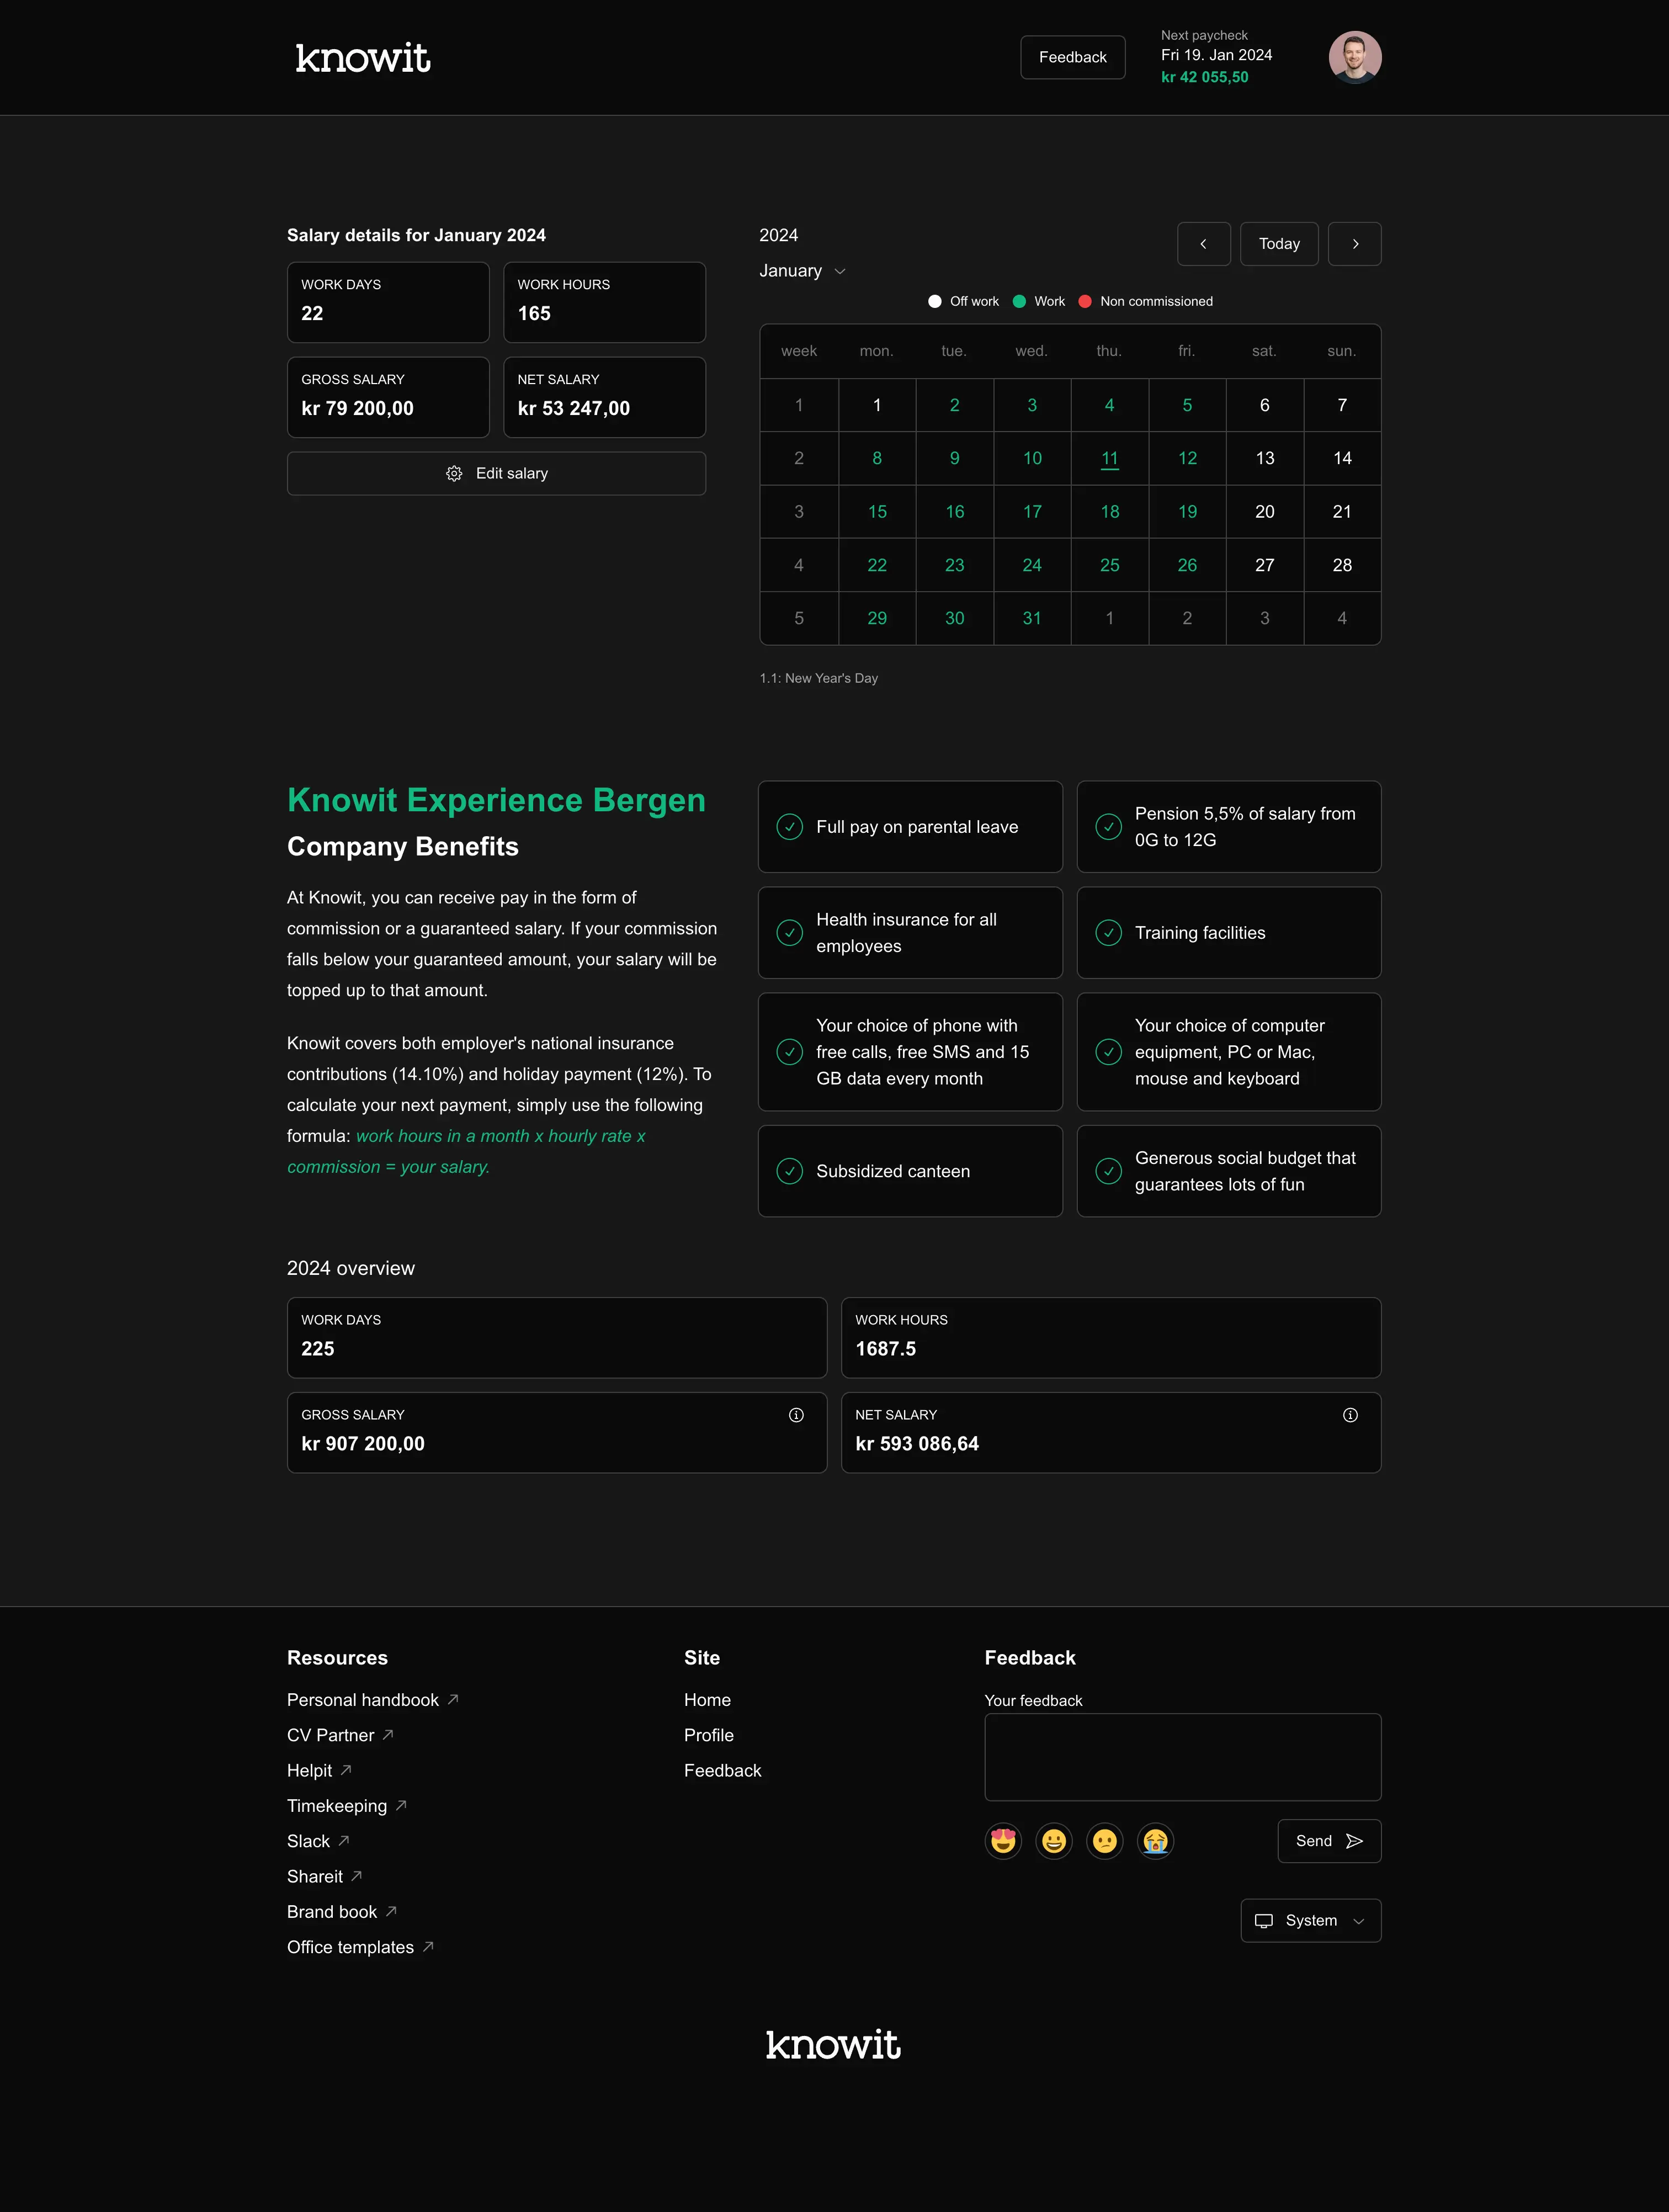 knowit
Feedback
Next paycheck
Fri 19. Jan 2024
kr 42 055,50
Salary details for January 2024
WORK DAYS
22
WORK HOURS
165
GROSS SALARY
kr 79 200,00
NET SALARY
kr 53 247,00
Edit salary
2024
January
Today
Off work Work Non commissioned
week mon. tue. wed. thu. fri. sat. sun.
1 1 2 3 4 5 6 7
2 8 9 10 11 12 13 14
3 15 16 17 18 19 20 21
4 22 23 24 25 26 27 28
5 29 30 31 1 2 3 4
1.1: New Year's Day
Knowit Experience Bergen
Company Benefits
At Knowit, you can receive pay in the form of
commission or a guaranteed salary. If your commission
falls below your guaranteed amount, your salary will be
topped up to that amount.
Knowit covers both employer's national insurance
contributions (14.10%) and holiday payment (12%). To
calculate your next payment, simply use the following
formula: work hours in a month x hourly rate x
commission = your salary.
Full pay on parental leave
Pension 5,5% of salary from
0G to 12G
Health insurance for all
employees
Training facilities
Your choice of phone with
free calls, free SMS and 15
GB data every month
Your choice of computer
equipment, PC or Mac,
mouse and keyboard
Subsidized canteen
Generous social budget that
guarantees lots of fun
2024 overview
WORK DAYS
225
WORK HOURS
1687.5
GROSS SALARY
kr 907 200,00
NET SALARY
kr 593 086,64
Resources
Personal handbook
CV Partner
Helpit
Timekeeping
Slack
Shareit
Brand book
Office templates
Site
Home
Profile
Feedback
Feedback
Your feedback
Send
System
knowit